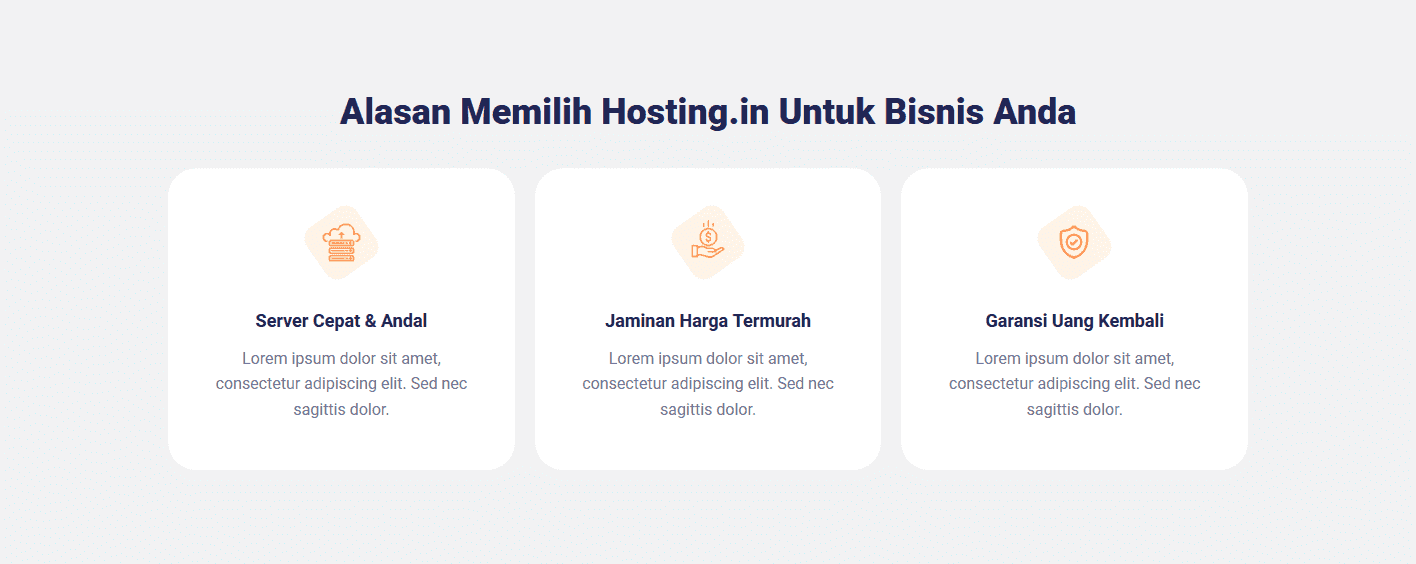 Alasan Memilih Hosting.in Untuk Bisnis Anda
Server Cepat & Andal
Lorem ipsum dolor sit amet,
consectetur adipiscing elit. Sed nec
sagittis dolor.
Jaminan Harga Termurah
Lorem ipsum dolor sit amet,
consectetur adipiscing elit. Sed nec
sagittis dolor.
Garansi Uang Kembali
Lorem ipsum dolor sit amet,
consectetur adipiscing elit. Sed nec
sagittis dolor.